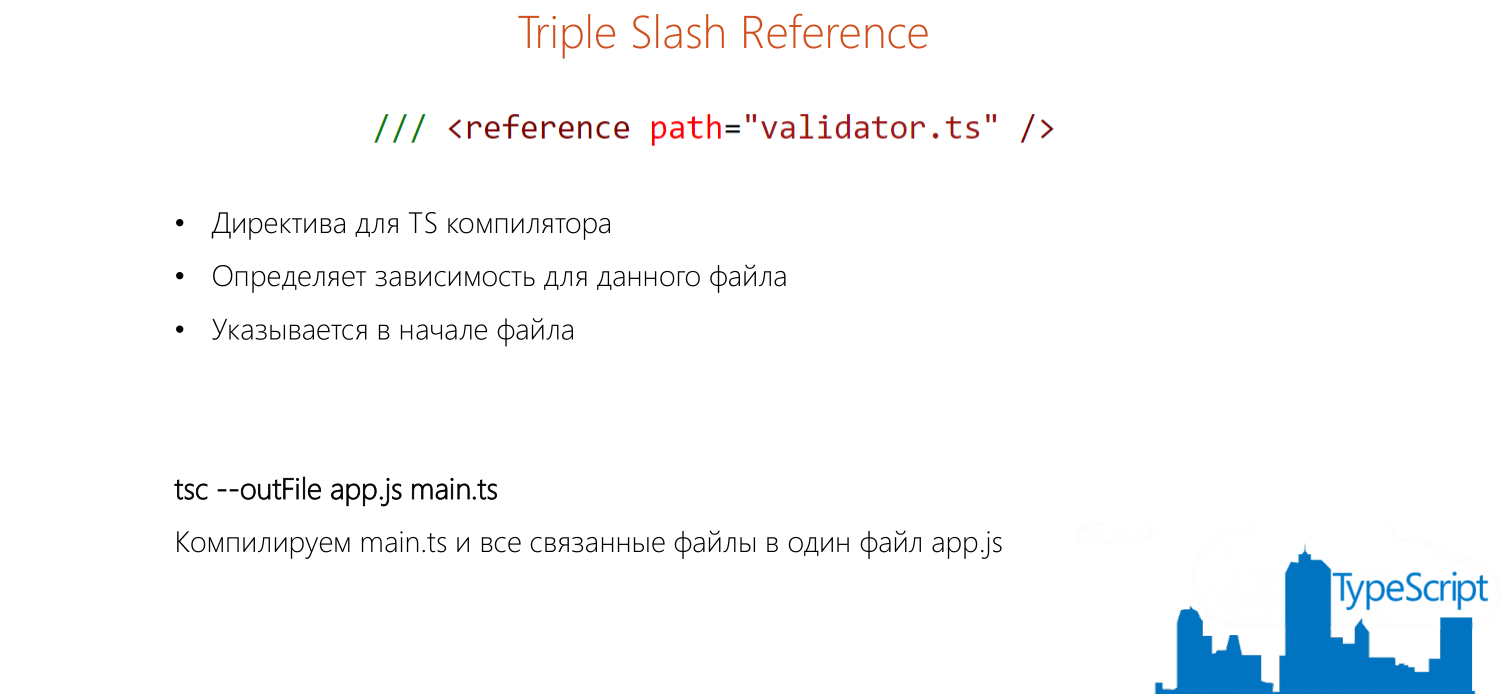 Triple Slash Reference
/// <reference path="validator.ts" />
• Директива для TS компилятора
• Определяет зависимость для данного файла
• Указывается в начале файла
tsc --outFile app.js main.ts
Компилируем main.ts и все связанные файлы в один файл app.js
TypeScript